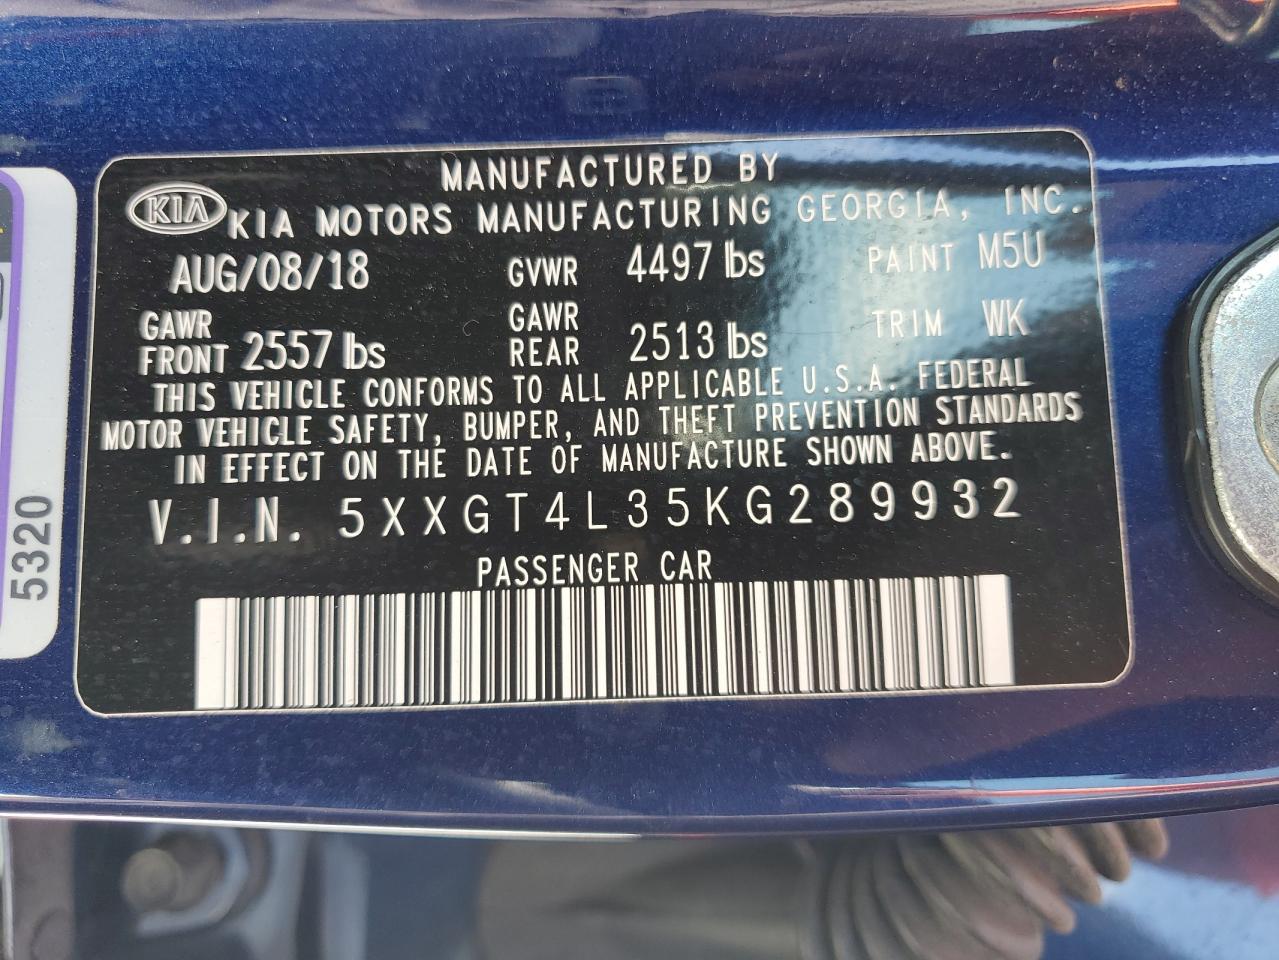 MANUFACTURED BY
KIA KIA MOTORS MANUFACTURING GEORGIA, INC.
AUG/08/18 GVWR 4497 lbs PAINT M5U
GAWR FRONT 2557 lbs GAWR REAR 2513 lbs TRIM WK
THIS VEHICLE CONFORMS TO ALL APPLICABLE U.S.A. FEDERAL
MOTOR VEHICLE SAFETY, BUMPER, AND THEFT PREVENTION STANDARDS
IN EFFECT ON THE DATE OF MANUFACTURE SHOWN ABOVE.
V.I.N. 5XXGT4L35KG289932
PASSENGER CAR
5320